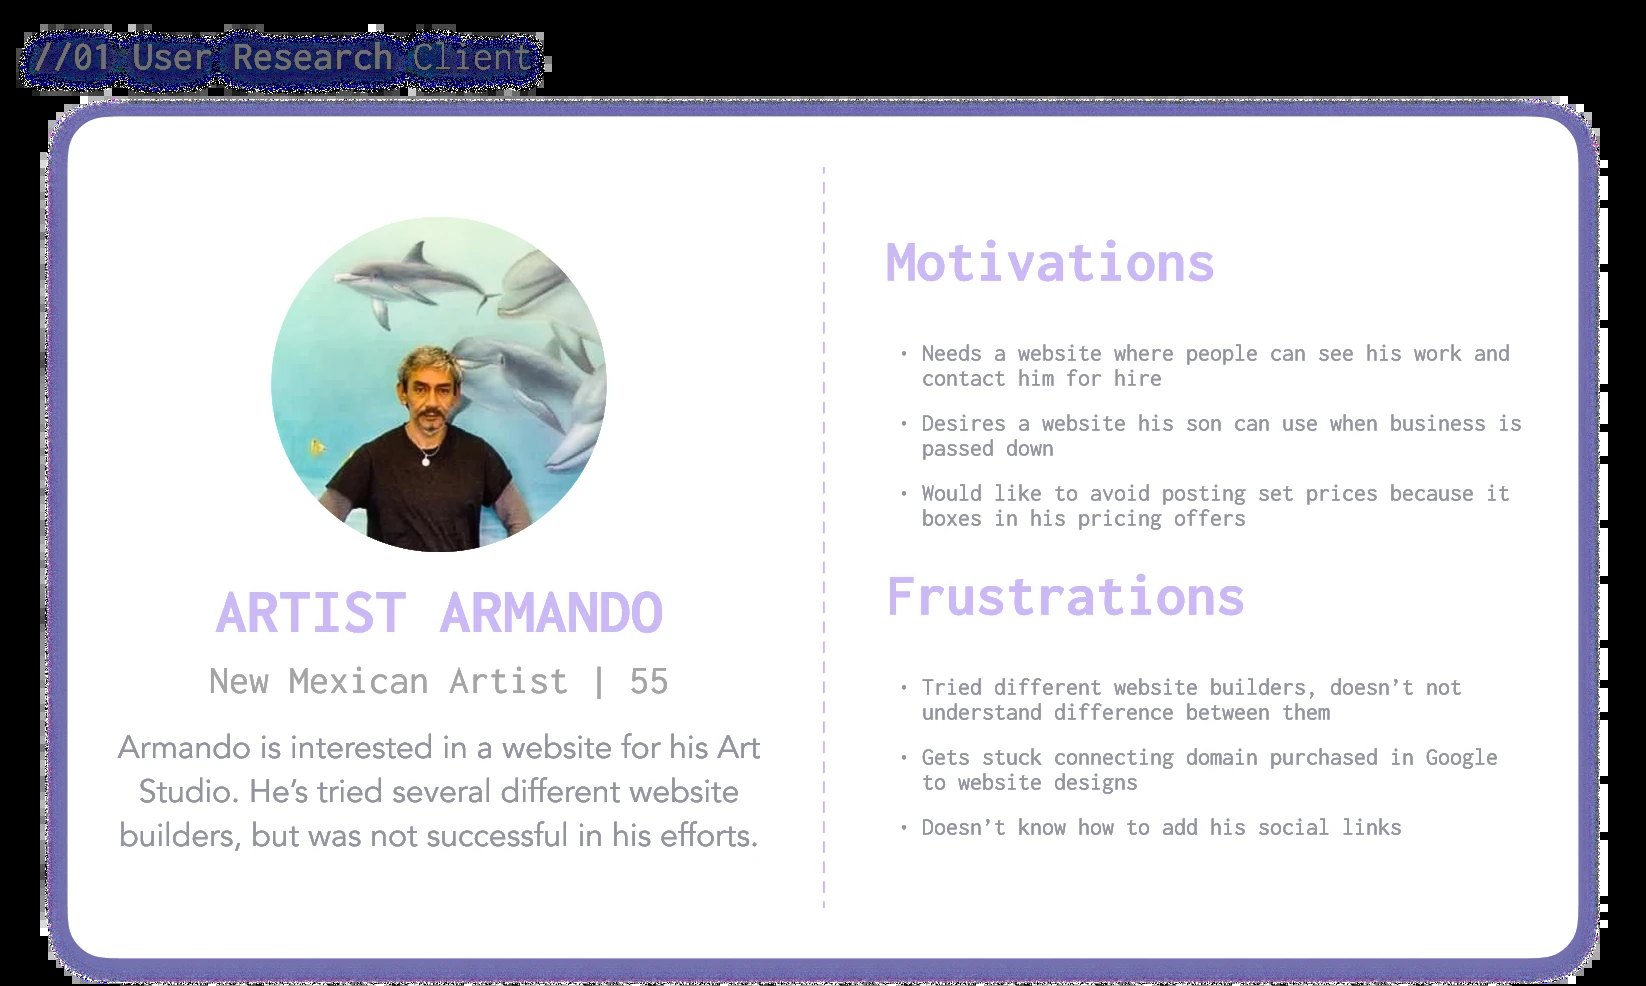 //01 User Research Client
ARTIST ARMANDO
New Mexican Artist | 55
Armando is interested in a website for his Art
Studio. He’s tried several different website
builders, but was not successful in his efforts.
Motivations
· Needs a website where people can see his work and
contact him for hire
· Desires a website his son can use when business is
passed down
· Would like to avoid posting set prices because it
boxes in his pricing offers
Frustrations
· Tried different website builders, doesn’t not
understand difference between them
· Gets stuck connecting domain purchased in Google
to website designs
· Doesn’t know how to add his social links